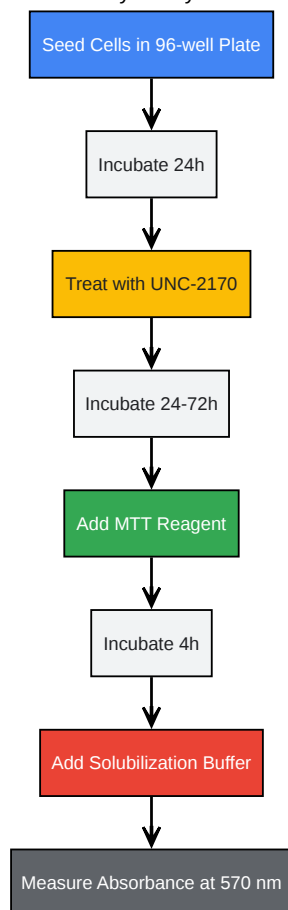 Seed Cells in 96-well Plate
Incubate 24h
Treat with UNC-2170
Incubate 24-72h
Add MTT Reagent
Incubate 4h
Add Solubilization Buffer
Measure Absorbance at 570 nm